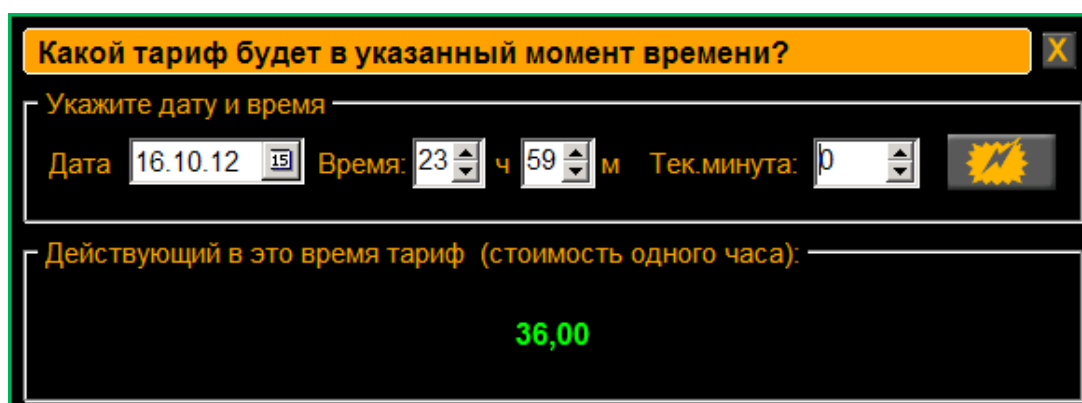 Какой тариф будет в указанный момент времени? X
Укажите дату и время
Дата 16.10.12 15 Время: 23 ч 59 м Тек.минута: 0
Действующий в это время тариф (стоимость одного часа):
36,00